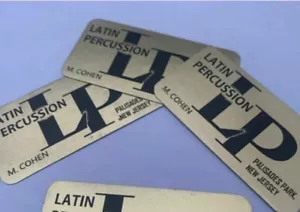 LATIN
PERCUSSION
LP
M. COHEN
LATIN
PERCUSSION
LP
M. COHEN
PALISADES PARK
NEW JERSEY
LATIN
PERCUSSION
LP
M. COHEN
PALISADES
NEW JERSEY
LATIN